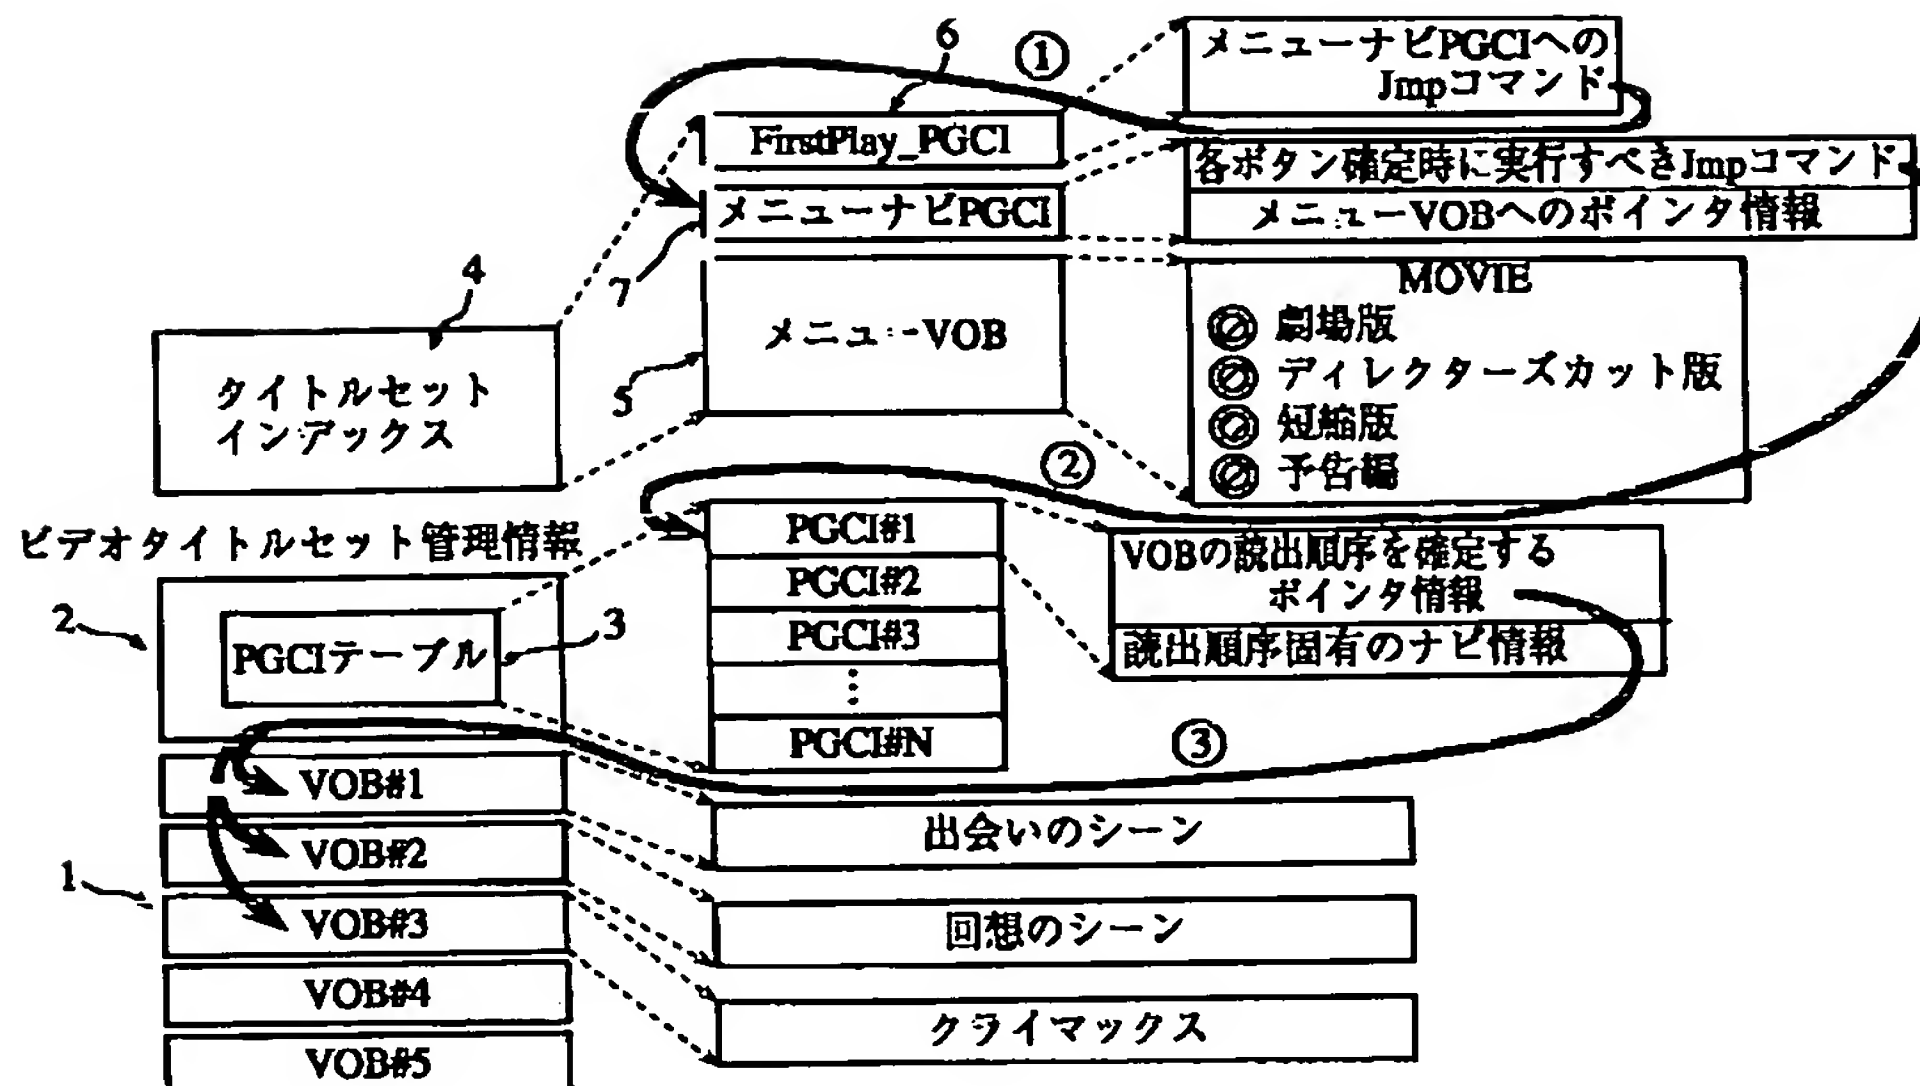 6
①
メニューナビPGCIへの
Jmpコマンド
FirstPlay_PGCI
各ボタン確定時に実行すべきJmpコマンド
メニューナビPGCI
メニューVOBへのポインタ情報
7
4
MOVIE
劇場版
ディレクターズカット版
短縮版
予告編
メニューVOB
5
タイトルセット
インデックス
②
ビデオタイトルセット管理情報
PGCI#1
PGCI#2
PGCI#3
⋮
PGCI#N
VOBの読出順序を確定する
ポインタ情報
読出順序固有のナビ情報
2
PGCIテーブル
3
③
VOB#1
VOB#2
VOB#3
VOB#4
VOB#5
1
出会いのシーン
回想のシーン
クライマックス